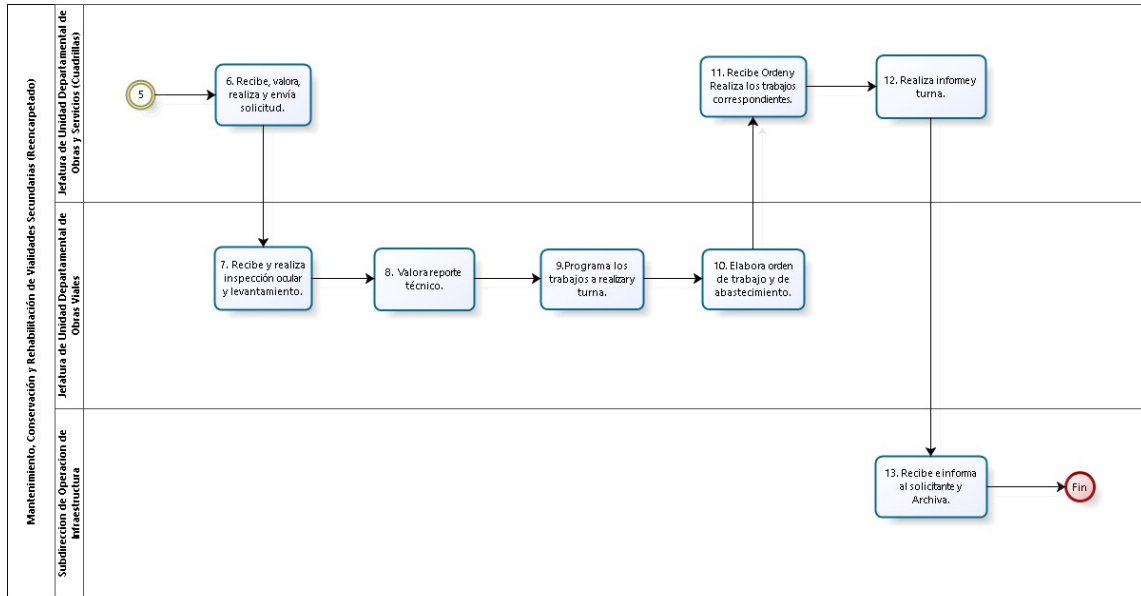 Mantenimiento, Conservación y Rehabilitación de Vialidades Secundarias (Reencarpetado)
Jefatura de Unidad Departamental de
Obras y Servicios (Cuadrillas)
5
6. Recibe, valora,
realiza y envía
solicitud.
11. Recibe Orden y
Realiza los trabajos
correspondientes.
12. Realiza informe y
turna.
Jefatura de Unidad Departamental de
Obras Viales
7. Recibe y realiza
inspección ocular
y levantamiento.
8. Valora reporte
técnico.
9.Programa los
trabajos a realizar y
turna.
10. Elabora orden
de trabajo y de
abastecimiento.
Subdireccion de Operacion de
Infraestructura
13. Recibe e informa
al solicitante y
Archiva.
Fin